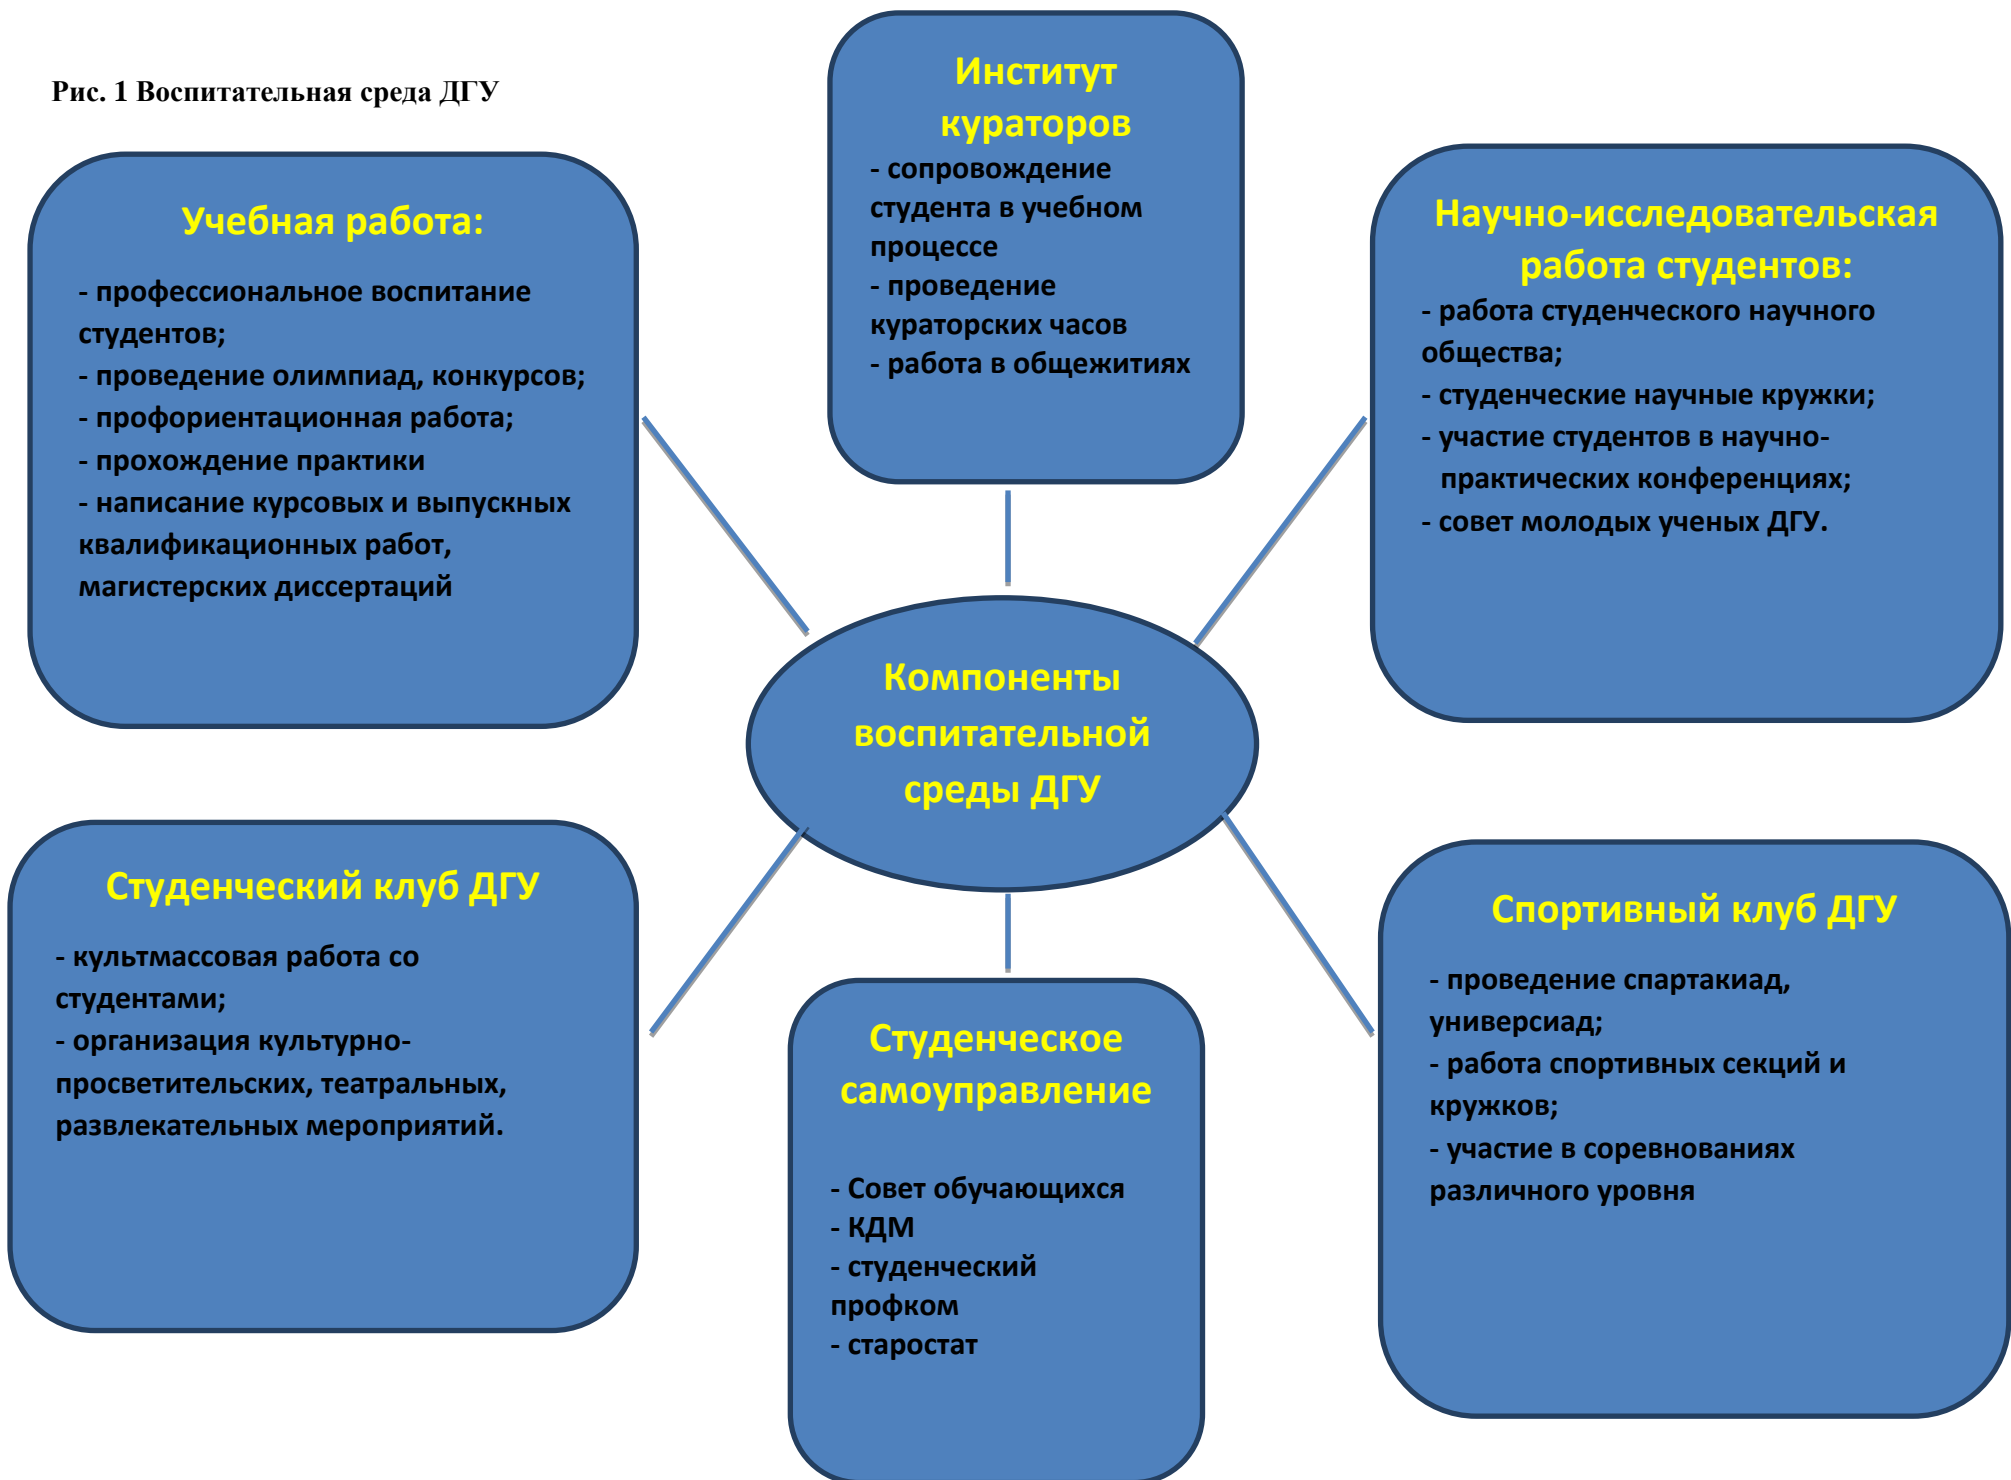 Рис. 1 Воспитательная среда ДГУ
Учебная работа:
- профессиональное воспитание
студентов;
- проведение олимпиад, конкурсов;
- профориентационная работа;
- прохождение практики
- написание курсовых и выпускных
квалификационных работ,
магистерских диссертаций
Институт
кураторов
- сопровождение
студента в учебном
процессе
- проведение
кураторских часов
- работа в общежитиях
Научно-исследовательская
работа студентов:
- работа студенческого научного
общества;
- студенческие научные кружки;
- участие студентов в научно-
практических конференциях;
- совет молодых ученых ДГУ.
Компоненты
воспитательной
среды ДГУ
Студенческий клуб ДГУ
- культмассовая работа со
студентами;
- организация культурно-
просветительских, театральных,
развлекательных мероприятий.
Студенческое
самоуправление
- Совет обучающихся
- КДМ
- студенческий
профком
- старостат
Спортивный клуб ДГУ
- проведение спартакиад,
универсиад;
- работа спортивных секций и
кружков;
- участие в соревнованиях
различного уровня